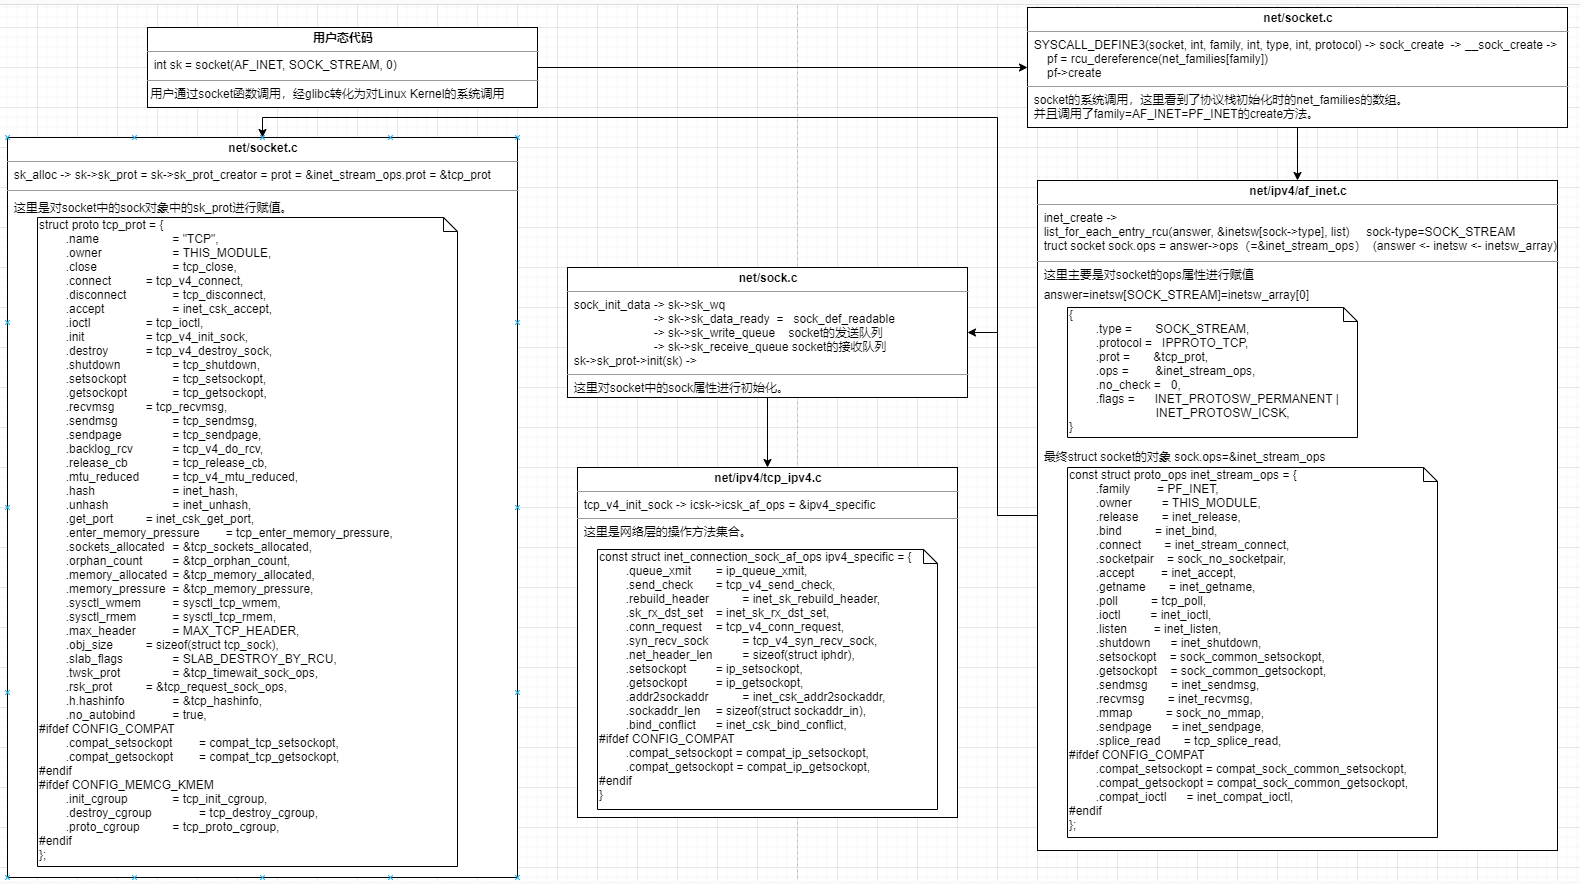 用户态代码
int sk = socket(AF_INET, SOCK_STREAM, 0)
用户通过socket函数调用，经glibc转化为对Linux Kernel的系统调用
net/socket.c
SYSCALL_DEFINE3(socket, int, family, int, type, int, protocol) -> sock_create -> __sock_create ->
pf = rcu_dereference(net_families[family])
pf->create
socket的系统调用，这里看到了协议栈初始化时的net_families的数组。
并且调用了family=AF_INET=PF_INET的create方法。
net/socket.c
sk_alloc -> sk->sk_prot = sk->sk_prot_creator = prot = &inet_stream_ops.prot = &tcp_prot
这里是对socket中的sock对象中的sk_prot进行赋值。
struct proto tcp_prot = {
.name = "TCP",
.owner = THIS_MODULE,
.close = tcp_close,
.connect = tcp_v4_connect,
.disconnect = tcp_disconnect,
.accept = inet_csk_accept,
.ioctl = tcp_ioctl,
.init = tcp_v4_init_sock,
.destroy = tcp_v4_destroy_sock,
.shutdown = tcp_shutdown,
.setsockopt = tcp_setsockopt,
.getsockopt = tcp_getsockopt,
.recvmsg = tcp_recvmsg,
.sendmsg = tcp_sendmsg,
.sendpage = tcp_sendpage,
.backlog_rcv = tcp_v4_do_rcv,
.release_cb = tcp_release_cb,
.mtu_reduced = tcp_v4_mtu_reduced,
.hash = inet_hash,
.unhash = inet_unhash,
.get_port = inet_csk_get_port,
.enter_memory_pressure = tcp_enter_memory_pressure,
.sockets_allocated = &tcp_sockets_allocated,
.orphan_count = &tcp_orphan_count,
.memory_allocated = &tcp_memory_allocated,
.memory_pressure = &tcp_memory_pressure,
.sysctl_wmem = sysctl_tcp_wmem,
.sysctl_rmem = sysctl_tcp_rmem,
.max_header = MAX_TCP_HEADER,
.obj_size = sizeof(struct tcp_sock),
.slab_flags = SLAB_DESTROY_BY_RCU,
.twsk_prot = &tcp_timewait_sock_ops,
.rsk_prot = &tcp_request_sock_ops,
.h.hashinfo = &tcp_hashinfo,
.no_autobind = true,
#ifdef CONFIG_COMPAT
.compat_setsockopt = compat_tcp_setsockopt,
.compat_getsockopt = compat_tcp_getsockopt,
#endif
#ifdef CONFIG_MEMCG_KMEM
.init_cgroup = tcp_init_cgroup,
.destroy_cgroup = tcp_destroy_cgroup,
.proto_cgroup = tcp_proto_cgroup,
#endif
};
net/sock.c
sock_init_data -> sk->sk_wq
-> sk->sk_data_ready = sock_def_readable
-> sk->sk_write_queue socket的发送队列
-> sk->sk_receive_queue socket的接收队列
sk->sk_prot->init(sk) ->
这里对socket中的sock属性进行初始化。
net/ipv4/tcp_ipv4.c
tcp_v4_init_sock -> icsk->icsk_af_ops = &ipv4_specific
这里是网络层的操作方法集合。
const struct inet_connection_sock_af_ops ipv4_specific = {
.queue_xmit = ip_queue_xmit,
.send_check = tcp_v4_send_check,
.rebuild_header = inet_sk_rebuild_header,
.sk_rx_dst_set = inet_sk_rx_dst_set,
.conn_request = tcp_v4_conn_request,
.syn_recv_sock = tcp_v4_syn_recv_sock,
.net_header_len = sizeof(struct iphdr),
.setsockopt = ip_setsockopt,
.getsockopt = ip_getsockopt,
.addr2sockaddr = inet_csk_addr2sockaddr,
.sockaddr_len = sizeof(struct sockaddr_in),
.bind_conflict = inet_csk_bind_conflict,
#ifdef CONFIG_COMPAT
.compat_setsockopt = compat_ip_setsockopt,
.compat_getsockopt = compat_ip_getsockopt,
#endif
}
net/ipv4/af_inet.c
inet_create ->
list_for_each_entry_rcu(answer, &inetsw[sock->type], list) sock-type=SOCK_STREAM
truct socket sock.ops = answer->ops（=&inet_stream_ops） (answer <- inetsw <- inetsw_array)
这里主要是对socket的ops属性进行赋值
answer=inetsw[SOCK_STREAM]=inetsw_array[0]
{
.type = SOCK_STREAM,
.protocol = IPPROTO_TCP,
.prot = &tcp_prot,
.ops = &inet_stream_ops,
.no_check = 0,
.flags = INET_PROTOSW_PERMANENT |
INET_PROTOSW_ICSK,
}
最终struct socket的对象 sock.ops=&inet_stream_ops
const struct proto_ops inet_stream_ops = {
.family = PF_INET,
.owner = THIS_MODULE,
.release = inet_release,
.bind = inet_bind,
.connect = inet_stream_connect,
.socketpair = sock_no_socketpair,
.accept = inet_accept,
.getname = inet_getname,
.poll = tcp_poll,
.ioctl = inet_ioctl,
.listen = inet_listen,
.shutdown = inet_shutdown,
.setsockopt = sock_common_setsockopt,
.getsockopt = sock_common_getsockopt,
.sendmsg = inet_sendmsg,
.recvmsg = inet_recvmsg,
.mmap = sock_no_mmap,
.sendpage = inet_sendpage,
.splice_read = tcp_splice_read,
#ifdef CONFIG_COMPAT
.compat_setsockopt = compat_sock_common_setsockopt,
.compat_getsockopt = compat_sock_common_getsockopt,
.compat_ioctl = inet_compat_ioctl,
#endif
};